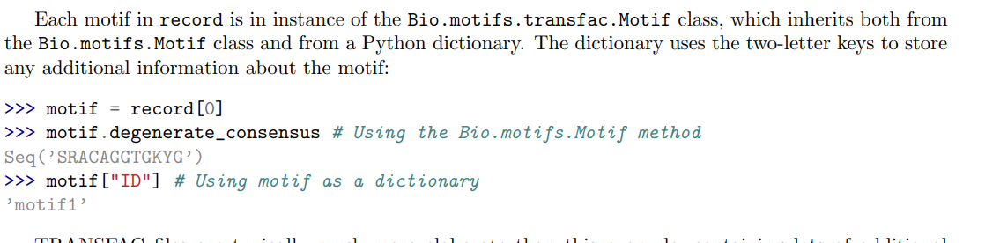 Each motif in record is in instance of the Bio.motifs.transfac.Motif class, which inherits both from
the Bio.motifs.Motif class and from a Python dictionary. The dictionary uses the two-letter keys to store
any additional information about the motif:
>>> motif = record[0]
>>> motif.degenerate_consensus # Using the Bio.motifs.Motif method
Seq('SRACAGGTGKYG')
>>> motif["ID"] # Using motif as a dictionary
'motif1'